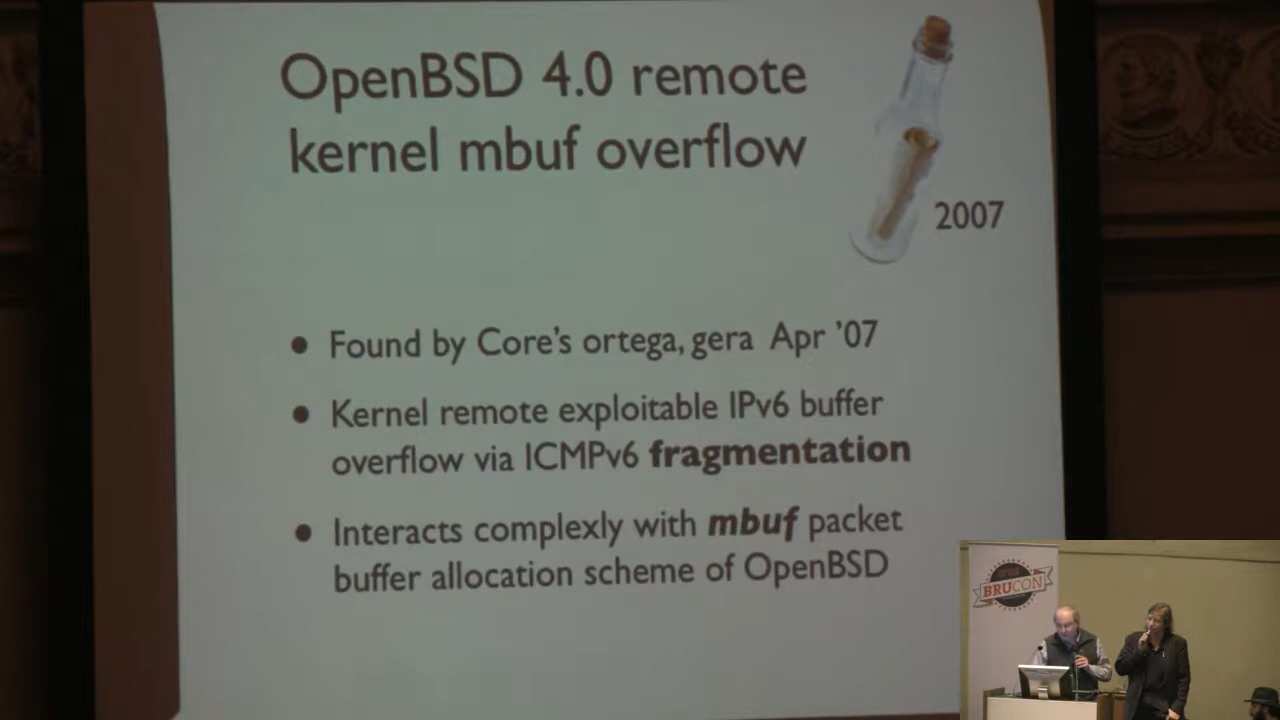 OpenBSD 4.0 remote
kernel mbuf overflow
2007
• Found by Core's ortega, gera Apr '07
• Kernel remote exploitable IPv6 buffer
overflow via ICMPv6 fragmentation
• Interacts complexly with mbuf packet
buffer allocation scheme of OpenBSD
BRUCON